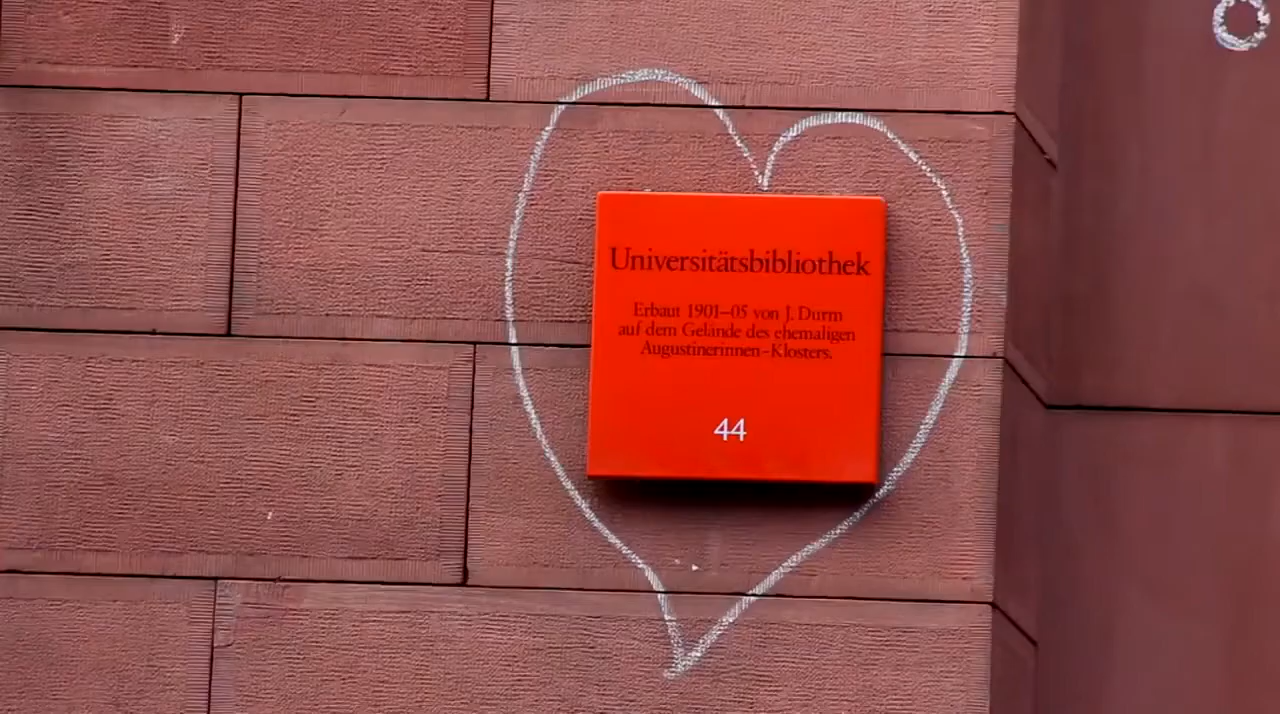 Universitätsbibliothek
Erbaut 1901–05 von J. Durm
auf dem Gelände des ehemaligen
Augustinerinnen-Klosters.
44